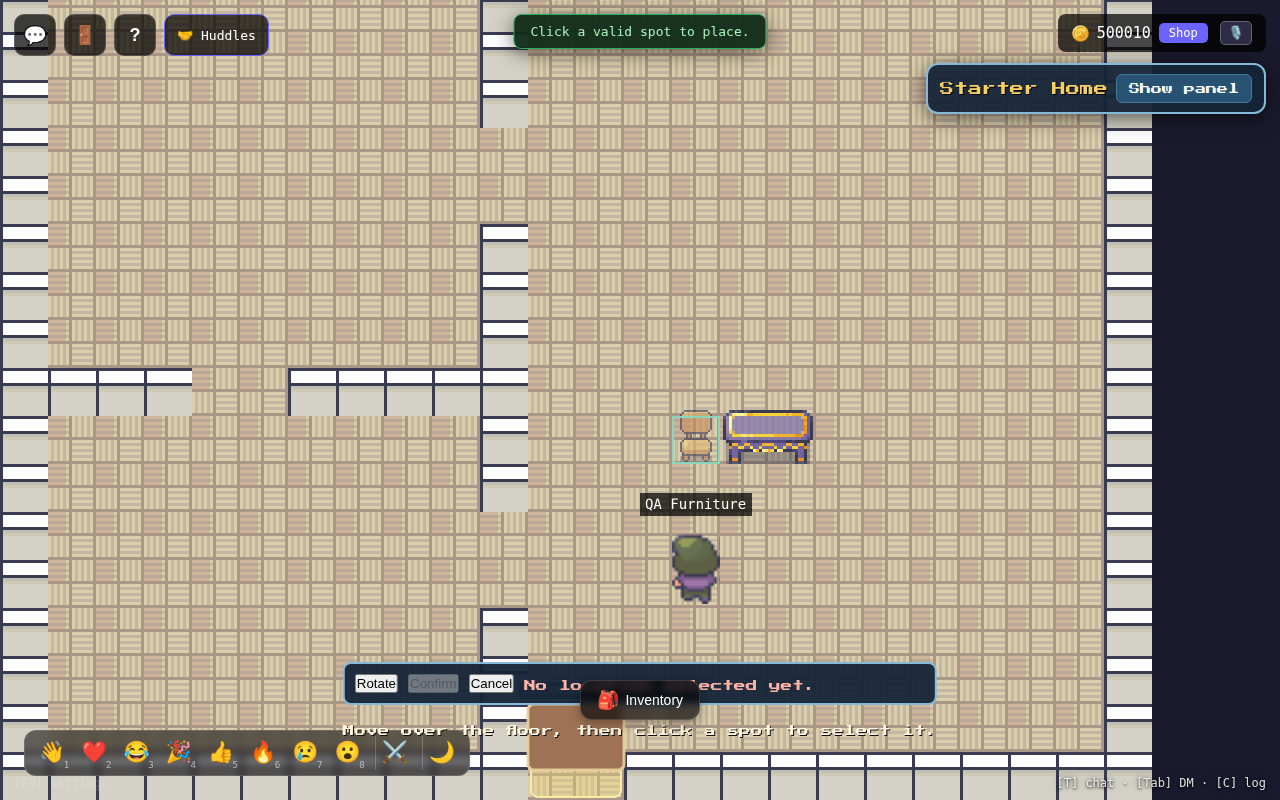 ? Huddles
Click a valid spot to place.
500010 Shop
Starter Home Show panel
QA Furniture
Rotate Confirm Cancel No lo ected yet.
Inventory
Move over the floor, then click a spot to select it.
1 2 3 4 5 6 7 8
[T] chat · [Tab] DM · [C] log